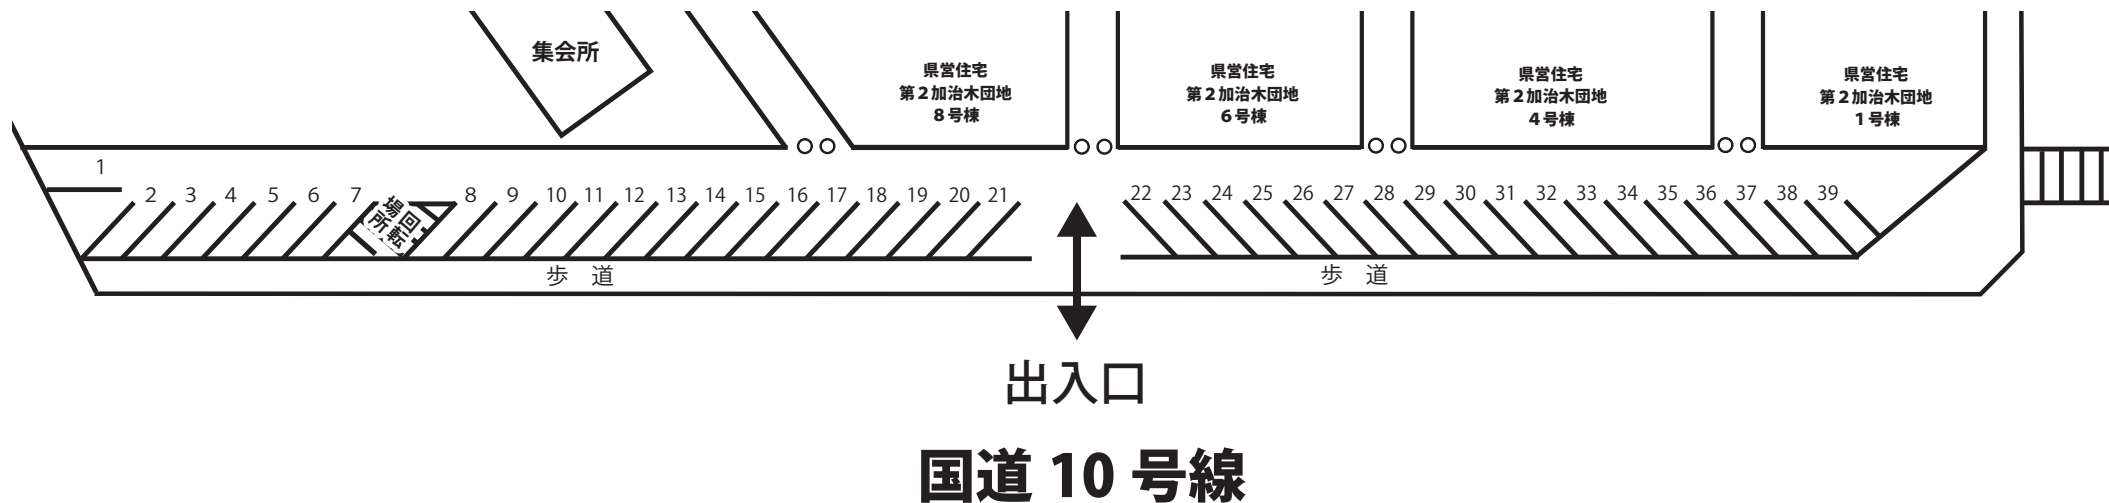 集会所
県営住宅
第2加治木団地
8号棟
県営住宅
第2加治木団地
6号棟
県営住宅
第2加治木団地
4号棟
県営住宅
第2加治木団地
1号棟
1
2 3 4 5 6 7
回転
場所
8 9 10 11 12 13 14 15 16 17 18 19 20 21
22 23 24 25 26 27 28 29 30 31 32 33 34 35 36 37 38 39
歩 道
歩 道
出入口
国道 10 号線